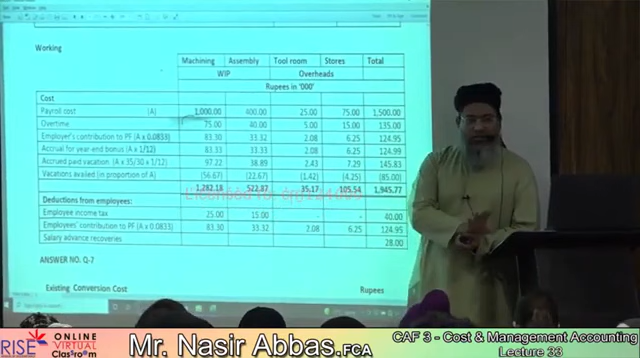 Working
Machining Assembly Tool room Stores Total
WIP Overheads
Rupees in '000'
Cost
Payroll cost (A) 1,000.00 400.00 25.00 75.00 1,500.00
Overtime 75.00 40.00 5.00 15.00 135.00
Employer's contribution to PF (A x 0.0833) 83.30 33.32 2.08 6.25 124.95
Accrual for year-end bonus (A x 1/12) 83.33 33.33 2.08 6.25 124.99
Accrued paid vacation (A x 35/30 x 1/12) 97.22 38.89 2.43 7.29 145.83
Vacations availed (in proportion of A) (56.67) (22.67) (1.42) (4.25) (85.00)
1,282.18 522.87 35.17 105.54 1,945.77
Deductions from employees:
Employee income tax 25.00 15.00 - - 40.00
Employees' contribution to PF (A x 0.0833) 83.30 33.32 2.08 6.25 124.95
Salary advance recoveries 28.00
ANSWER NO. Q-7
Existing Conversion Cost Rupees
RISE ONLINE VIRTUAL Classroom
Mr. Nasir Abbas.FCA
CAF 3 - Cost & Management Accounting
Lecture 33